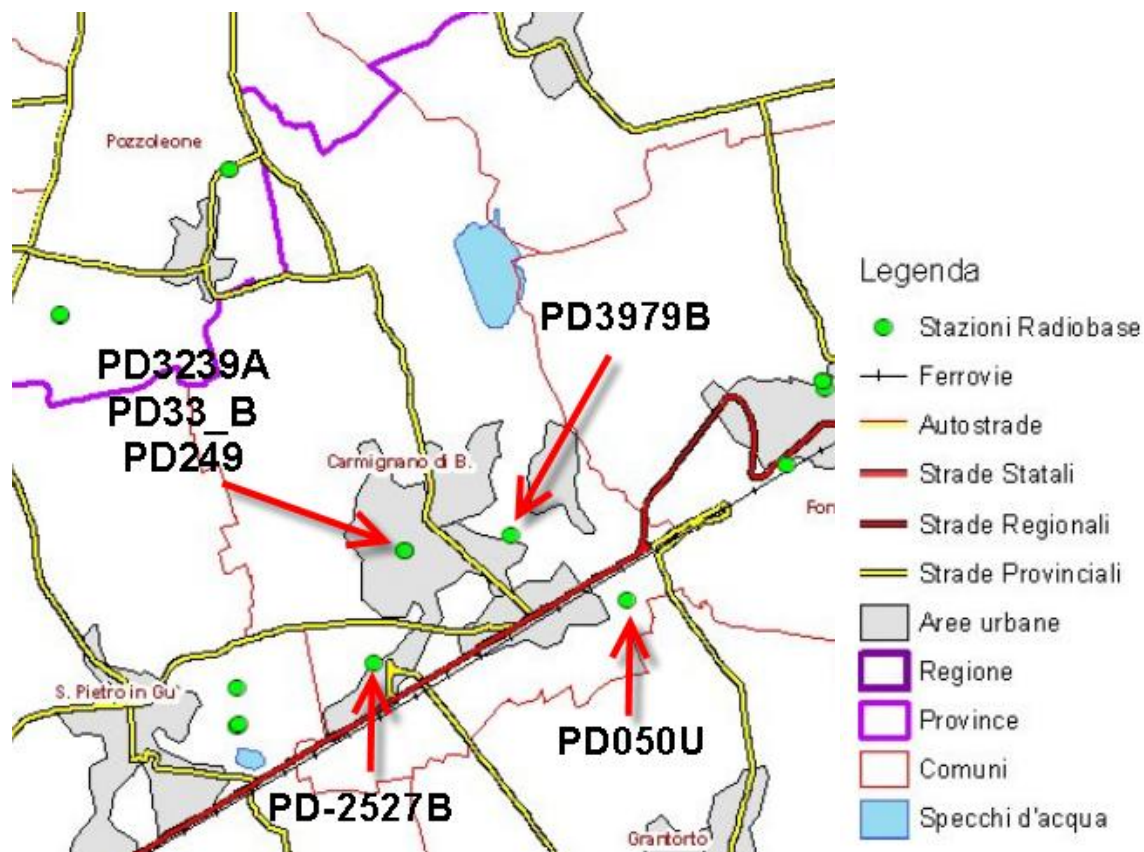 Pozzoleone
PD3979B
PD3239A
PD33_B
PD249
Carmignano di B.
Fon
S. Pietro in Gu'
PD050U
PD-2527B
Grantorto
Legenda
Stazioni Radiobase
Ferrovie
Autostrade
Strade Statali
Strade Regionali
Strade Provinciali
Aree urbane
Regione
Province
Comuni
Specchi d'acqua